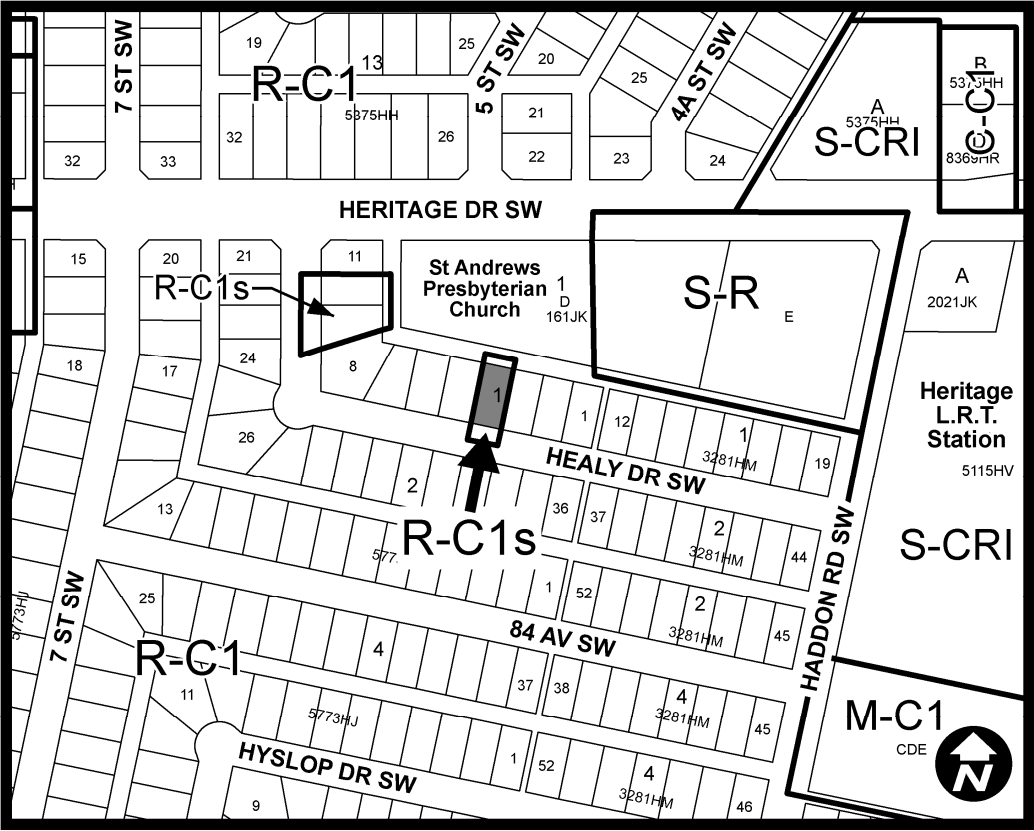 7 ST SW
19
13
25
5 ST SW
20
25
4A ST SW
R-C1
5375HH
32
33
32
26
21
22
23
24
A
5375HH
S-CRI
B
5375HH
C-C1
D
8369HR
H
HERITAGE DR SW
15
20
21
11
R-C1s
St Andrews
Presbyterian
Church
1
D
161JK
S-R
E
A
2021JK
18
17
24
8
1
1
12
1
3281HM
19
Heritage
L.R.T.
Station
5115HV
26
HEALY DR SW
2
36
37
2
3281HM
44
13
R-C1s
577
S-CRI
HADDON RD SW
5773HJ
7 ST SW
25
1
52
2
3281HM
45
84 AV SW
R-C1
4
11
37
38
4
3281HM
45
5773HJ
M-C1
CDE
HYSLOP DR SW
1
52
4
3281HM
46
9
N